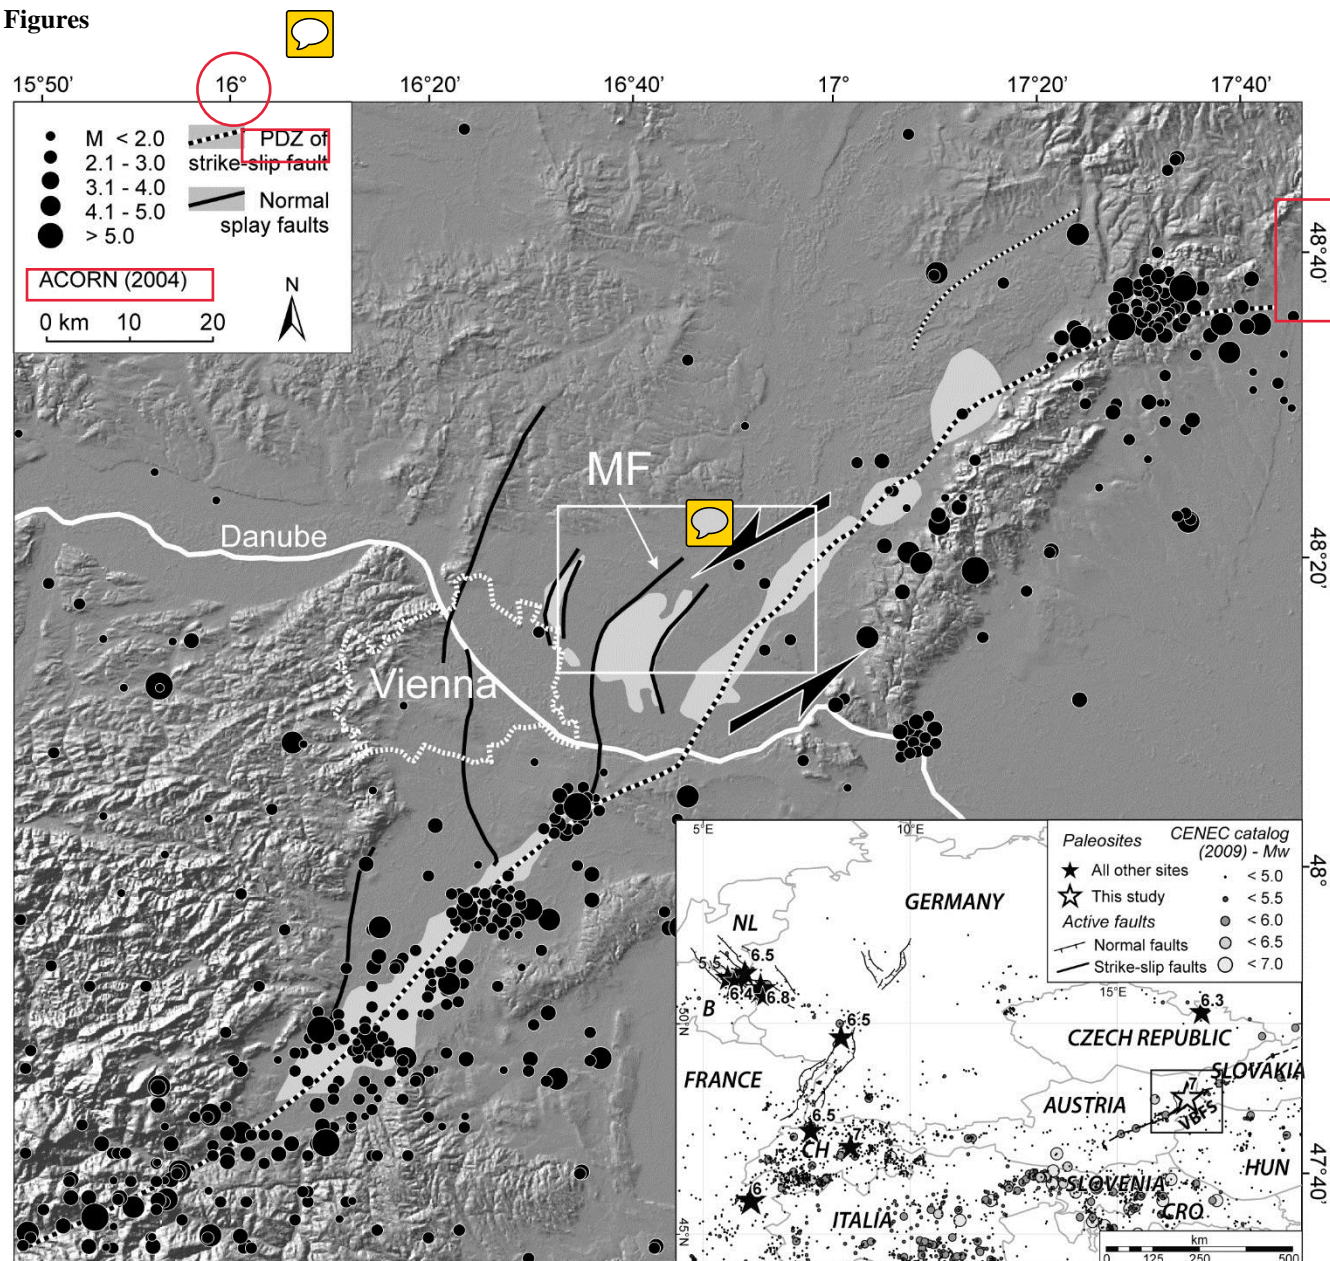 Figures
15°50' 16° 16°20' 16°40' 17° 17°20' 17°40'
M < 2.0
2.1 - 3.0
3.1 - 4.0
4.1 - 5.0
> 5.0
PDZ of
strike-slip fault
Normal
splay faults
ACORN (2004)
N
0 km 10 20
48°40'
MF
Danube
48°20'
Vienna
48°
47°40'
5°E 10°E
Paleosites
All other sites
This study
Active faults
Normal faults
Strike-slip faults
CENEC catalog
(2009) - Mw
< 5.0
< 5.5
< 6.0
< 6.5
< 7.0
15°E
GERMANY
NL
6.5
5.5
6.4
6.8
B
6.5
50°N
6.3
CZECH REPUBLIC
FRANCE
SLOVAKIA
7
AUSTRIA
VBFS
6.5
7
CH
HUN
SLOVENIA
6
CRO
ITALIA
45°N
km
0 125 250 500